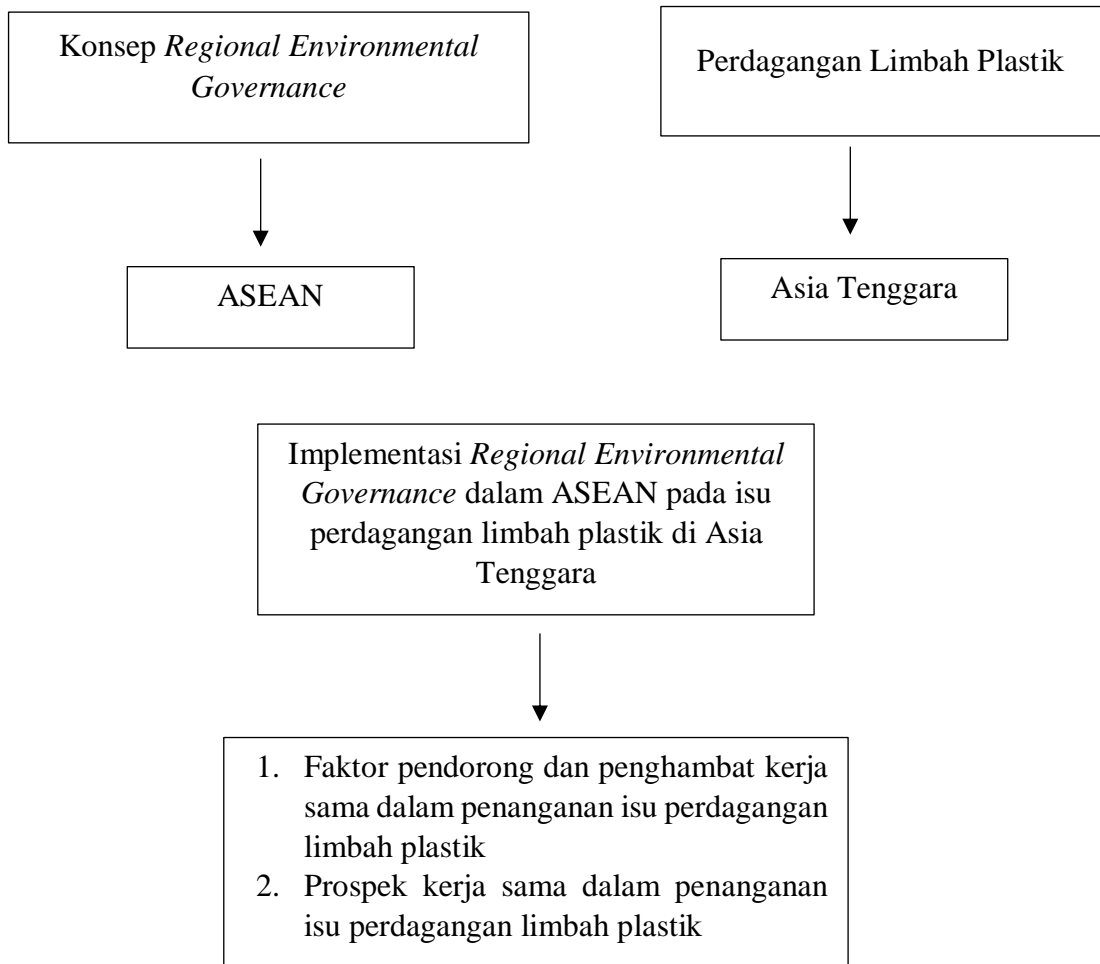 Konsep Regional Environmental
Governance
Perdagangan Limbah Plastik
ASEAN
Asia Tenggara
Implementasi Regional Environmental
Governance dalam ASEAN pada isu
perdagangan limbah plastik di Asia
Tenggara
1. Faktor pendorong dan penghambat kerja
sama dalam penanganan isu perdagangan
limbah plastik
2. Prospek kerja sama dalam penanganan
isu perdagangan limbah plastik